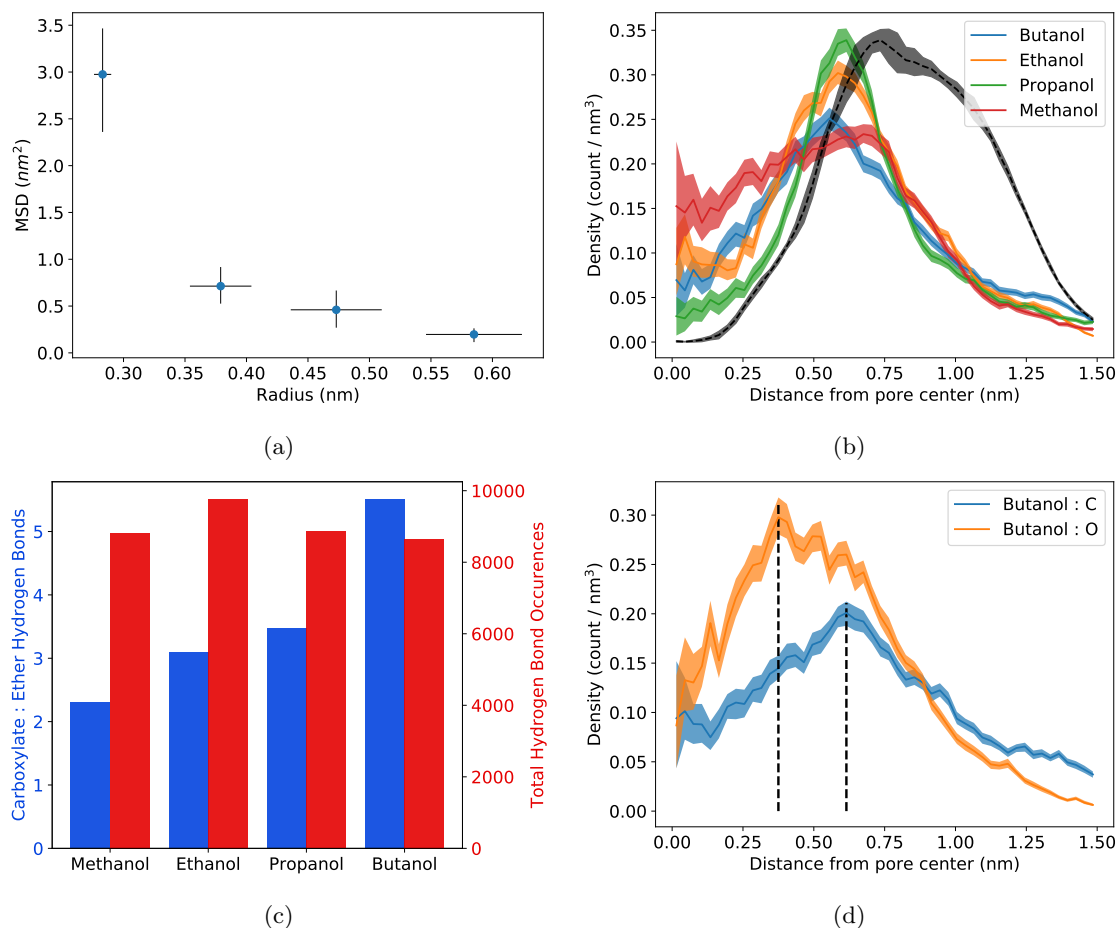 3.5
3.0
2.5
2.0
1.5
1.0
0.5
0.0
MSD (nm²)
0.30 0.35 0.40 0.45 0.50 0.55 0.60
Radius (nm)
(a)
0.35
0.30
0.25
0.20
0.15
0.10
0.05
0.00
Density (count / nm³)
Butanol
Ethanol
Propanol
Methanol
0.00 0.25 0.50 0.75 1.00 1.25 1.50
Distance from pore center (nm)
(b)
5
4
3
2
1
0
Carboxylate : Ether Hydrogen Bonds
10000
8000
6000
4000
2000
0
Total Hydrogen Bond Occurences
Methanol Ethanol Propanol Butanol
(c)
0.30
0.25
0.20
0.15
0.10
0.05
0.00
Density (count / nm³)
Butanol : C
Butanol : O
0.00 0.25 0.50 0.75 1.00 1.25 1.50
Distance from pore center (nm)
(d)